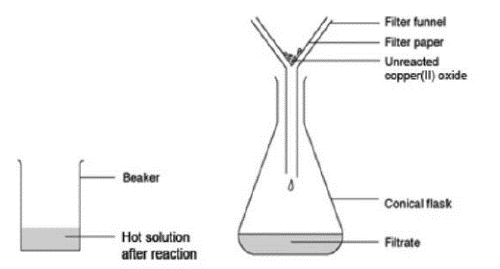 Filter funnel
Filter paper
Unreacted
copper(II) oxide
Beaker
Conical flask
Hot solution
after reaction
Filtrate